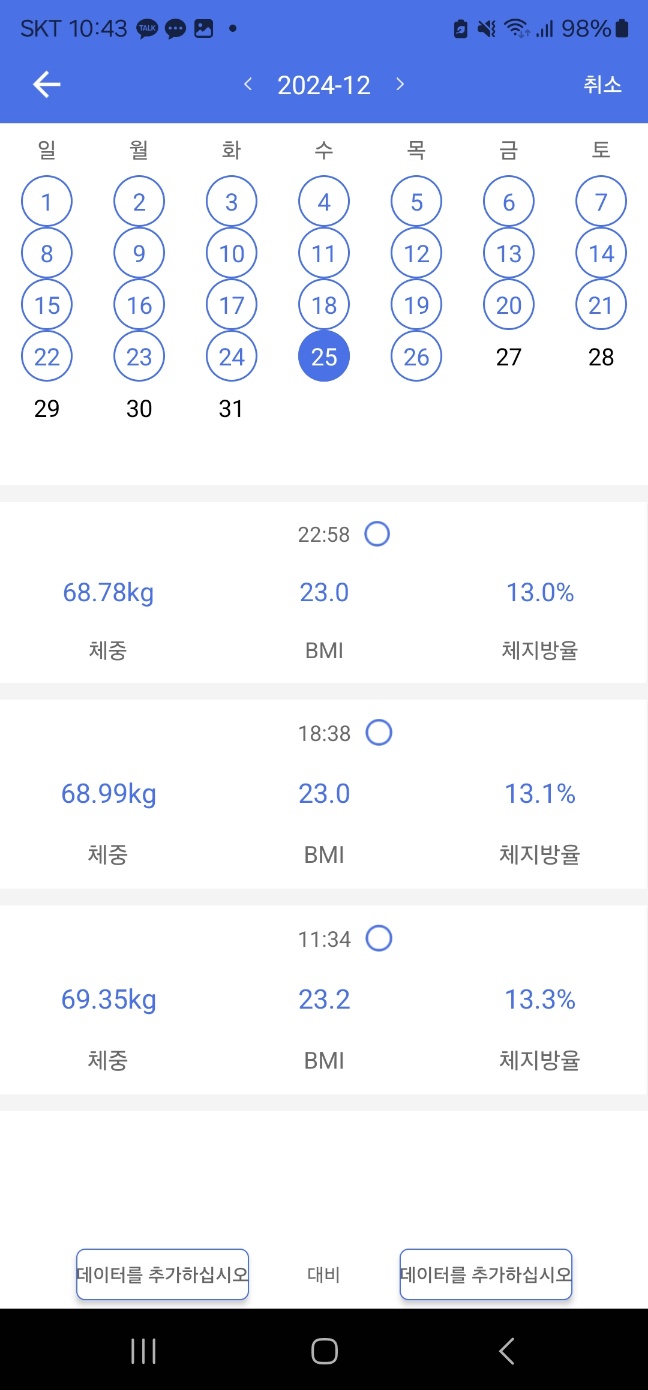 SKT 10:43 TALK 98%
2024-12 취소
일 월 화 수 목 금 토
1 2 3 4 5 6 7
8 9 10 11 12 13 14
15 16 17 18 19 20 21
22 23 24 25 26 27 28
29 30 31
22:58
68.78kg 23.0 13.0%
체중 BMI 체지방율
18:38
68.99kg 23.0 13.1%
체중 BMI 체지방율
11:34
69.35kg 23.2 13.3%
체중 BMI 체지방율
데이터를 추가하십시오 대비 데이터를 추가하십시오